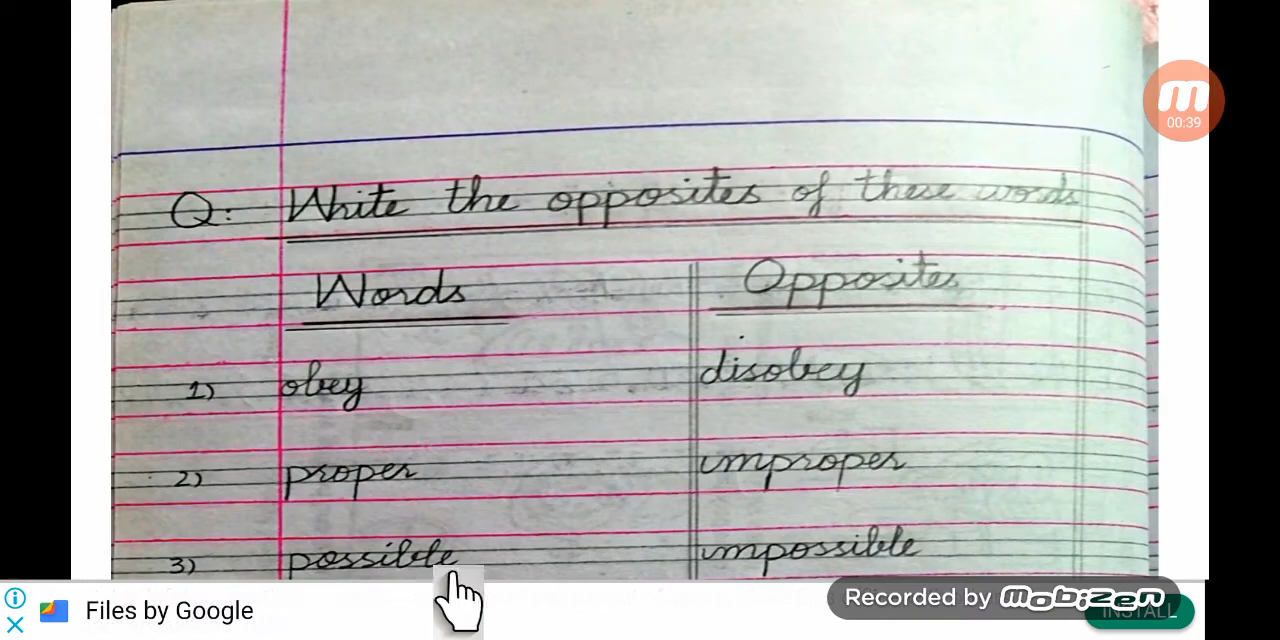 00:39
Q: Write the opposites of these words
Words Opposites
1) obey disobey
2) proper improper
3) possible impossible
Recorded by mobizen
Files by Google
INSTALL